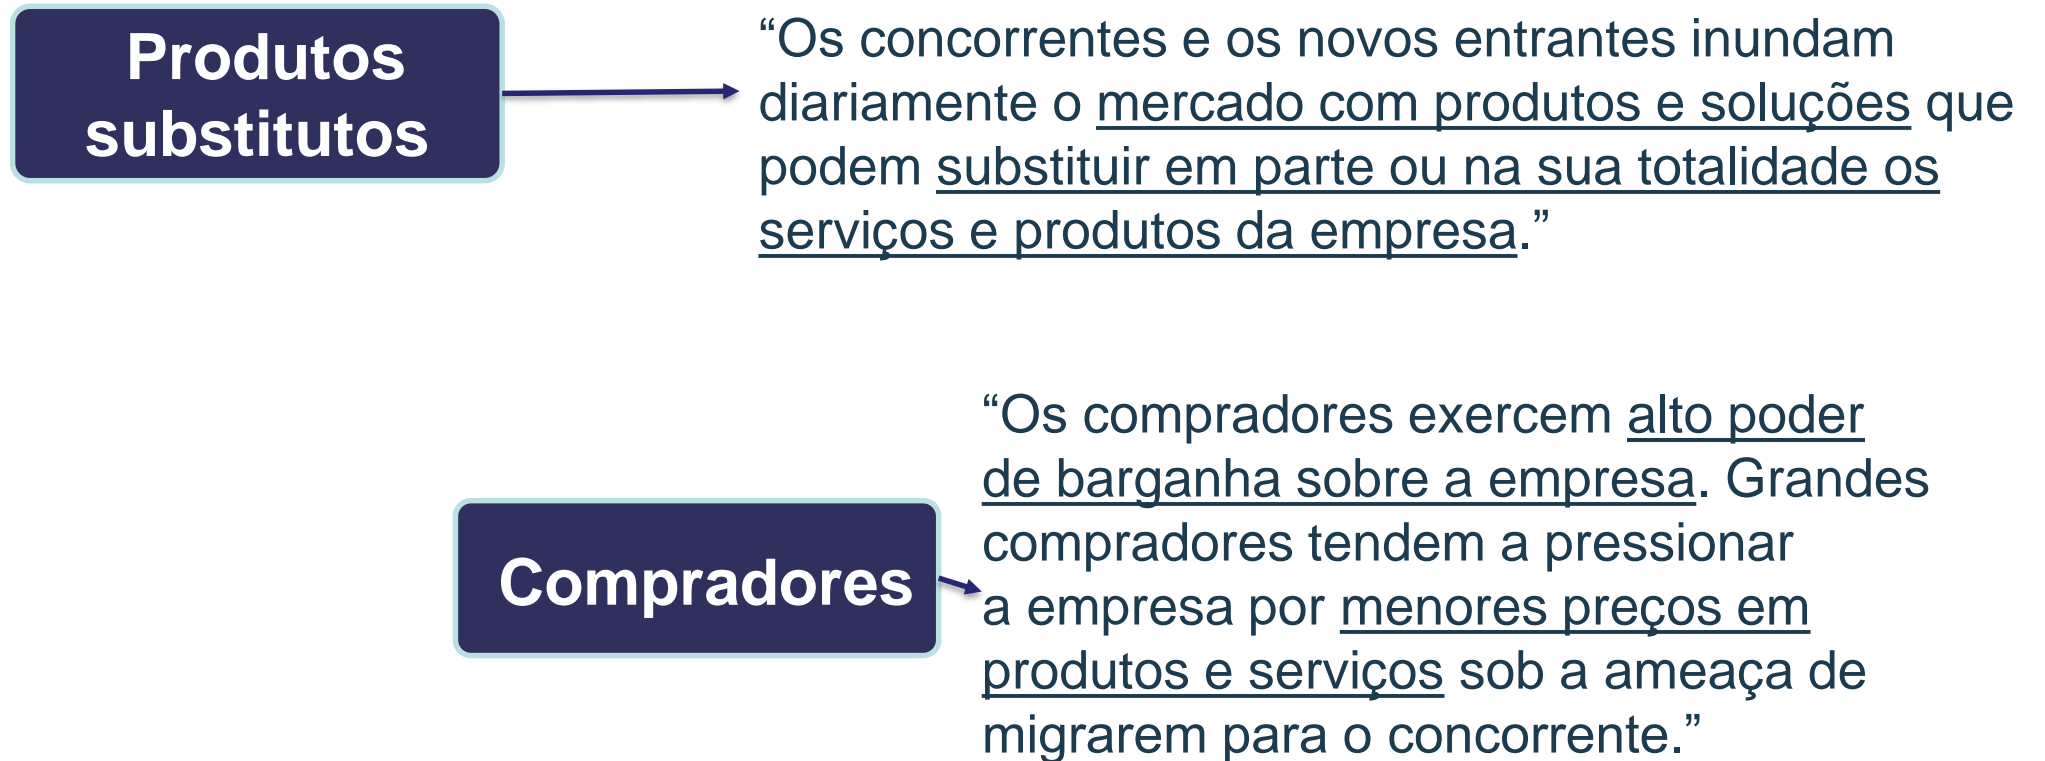 Produtos
substitutos
“Os concorrentes e os novos entrantes inundam
diariamente o mercado com produtos e soluções que
podem substituir em parte ou na sua totalidade os
serviços e produtos da empresa.”
Compradores
“Os compradores exercem alto poder
de barganha sobre a empresa. Grandes
compradores tendem a pressionar
a empresa por menores preços em
produtos e serviços sob a ameaça de
migrarem para o concorrente.”